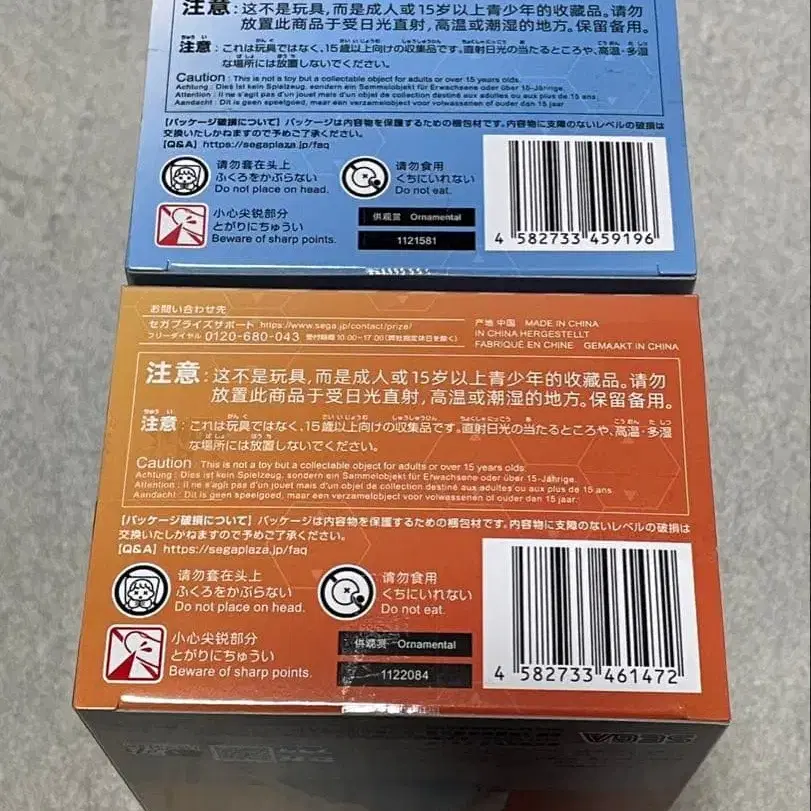 注意：这不是玩具，而是成人或15岁以上青少年的收藏品。请勿
放置此商品于受日光直射，高温或潮湿的地方。保留备用。
注意：これは玩具ではなく、15歳以上向けの収集品です。直射日光の当たるところや、高温・多湿
な場所には放置しないでください。
Caution : This is not a toy but a collectable object for adults or over 15 years olds.
Achtung : Dies ist kein Spielzeug, sondern ein Sammelobjekt für Erwachsene oder über 15-Jährige.
Attention : il ne s'agit pas d'un jouet mais d'un objet de collection destiné aux adultes ou aux plus de 15 ans
Aandacht : Dit is geen speelgoed, maar een verzamelobject voor volwassenen of ouder dan 15 jaar
【パッケージ破損について】パッケージは内容物を保護するための梱包材です。内容物に支障のないレベルの破損は
交換いたしかねますので予めご了承ください。
【Q&A】https://segaplaza.jp/faq
请勿套在头上
ふくろをかぶらない
Do not place on head.
请勿食用
くちにいれない
Do not eat.
小心尖锐部分
とがりにちゅうい
Beware of sharp points.
供观赏 Ornamental
1121581
4 582733 459196
お問い合わせ先
セガプライズサポート https://www.sega.jp/contact/prize/
フリーダイヤル 0120-680-043 受付時間 10:00-17:00（弊社指定休日を除く）
产地 中国 MADE IN CHINA
IN CHINA HERGESTELLT
FABRIQUÉ EN CHINE GEMAAKT IN CHINA
注意：这不是玩具，而是成人或15岁以上青少年的收藏品。请勿
放置此商品于受日光直射，高温或潮湿的地方。保留备用。
注意：これは玩具ではなく、15歳以上向けの収集品です。直射日光の当たるところや、高温・多湿
な場所には放置しないでください。
Caution : This is not a toy but a collectable object for adults or over 15 years olds.
Achtung : Dies ist kein Spielzeug, sondern ein Sammelobjekt für Erwachsene oder über 15-Jährige.
Attention : il ne s'agit pas d'un jouet mais d'un objet de collection destiné aux adultes ou aux plus de 15 ans
Aandacht : Dit is geen speelgoed, maar een verzamelobject voor volwassenen of ouder dan 15 jaar.
【パッケージ破損について】パッケージは内容物を保護するための梱包材です。内容物に支障のないレベルの破損は
交換いたしかねますので予めご了承ください。
【Q&A】https://segaplaza.jp/faq
请勿套在头上
ふくろをかぶらない
Do not place on head.
请勿食用
くちにいれない
Do not eat.
小心尖锐部分
とがりにちゅうい
Beware of sharp points.
供观赏 Ornamental
1122084
4 582733 461472
SEGA